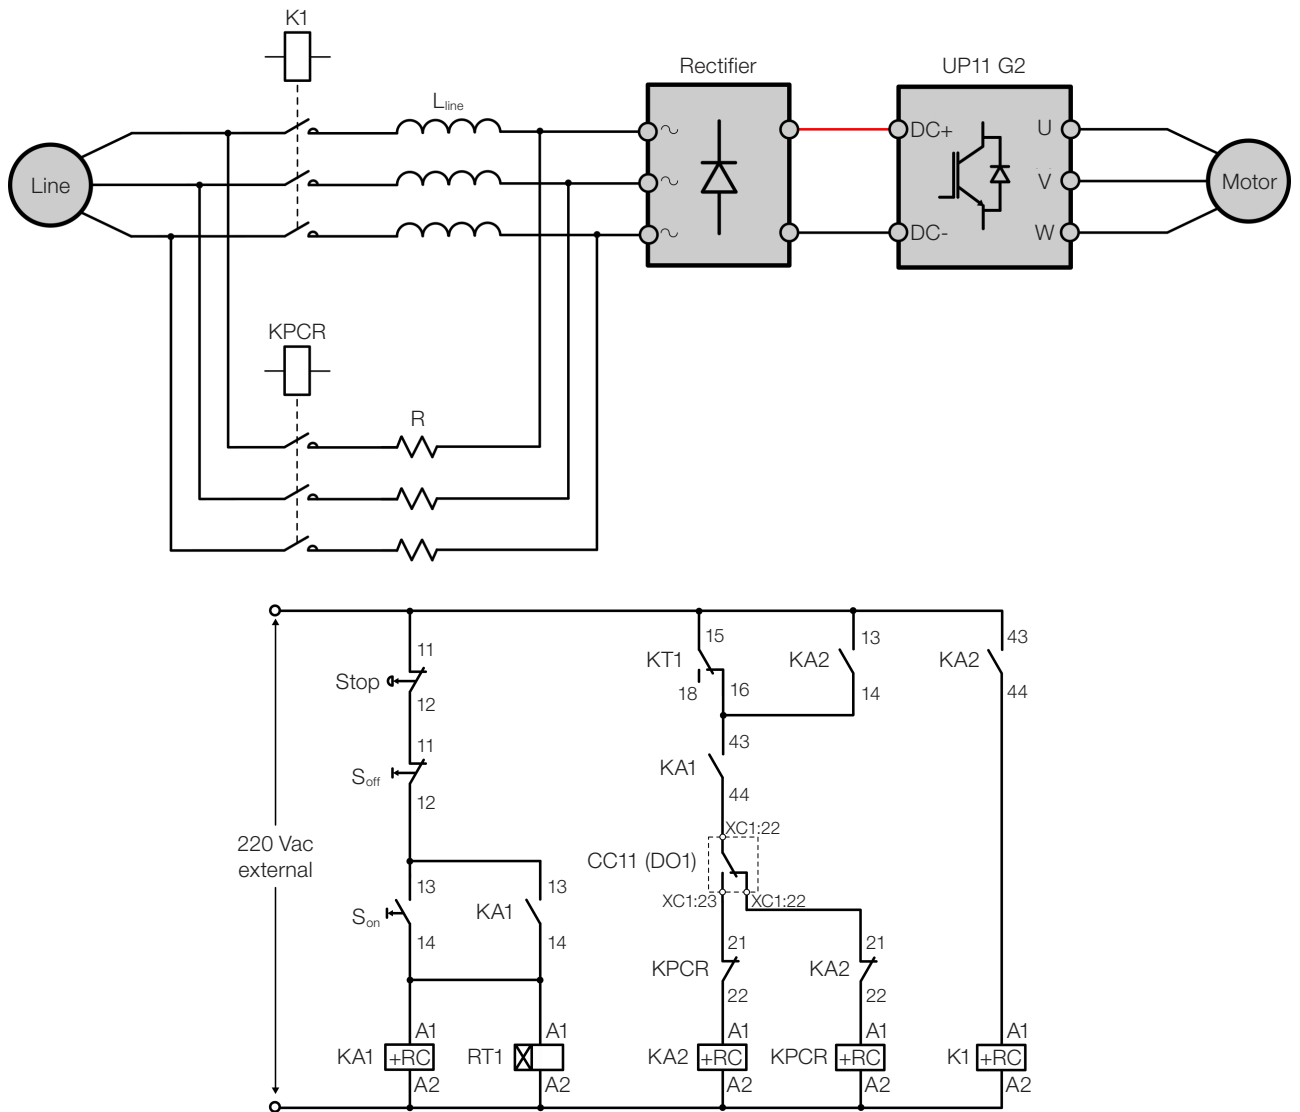 K1
Lline
Rectifier
UP11 G2
Line
DC+
DC-
U
V
W
Motor
KPCR
R
220 Vac
external
11
Stop
12
11
Soff
12
13
Son
14
13
KA1
14
A1
KA1 +RC
A2
A1
RT1
A2
15
KT1
18 16
13
KA2
14
43
KA2
44
43
KA1
44
XC1:22
CC11 (DO1)
XC1:23 XC1:22
21
KPCR
22
21
KA2
22
A1
KA2 +RC
A2
A1
KPCR +RC
A2
A1
K1 +RC
A2